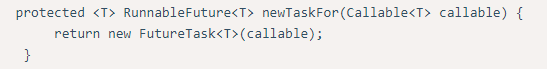 protected <T> RunnableFuture<T> newTaskFor(Callable<T> callable) {
     return new FutureTask<T>(callable);
 }